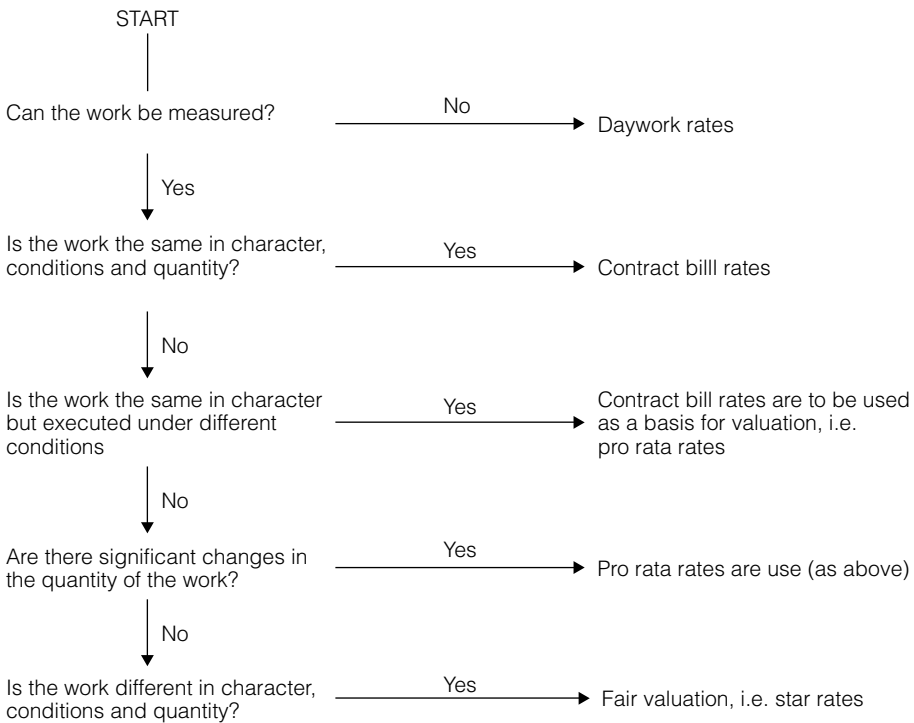 START
Can the work be measured?
No
Daywork rates
Yes
Is the work the same in character,
conditions and quantity?
Yes
Contract billl rates
No
Is the work the same in character
but executed under different
conditions
Yes
Contract bill rates are to be used
as a basis for valuation, i.e.
pro rata rates
No
Are there significant changes in
the quantity of the work?
Yes
Pro rata rates are use (as above)
No
Is the work different in character,
conditions and quantity?
Yes
Fair valuation, i.e. star rates